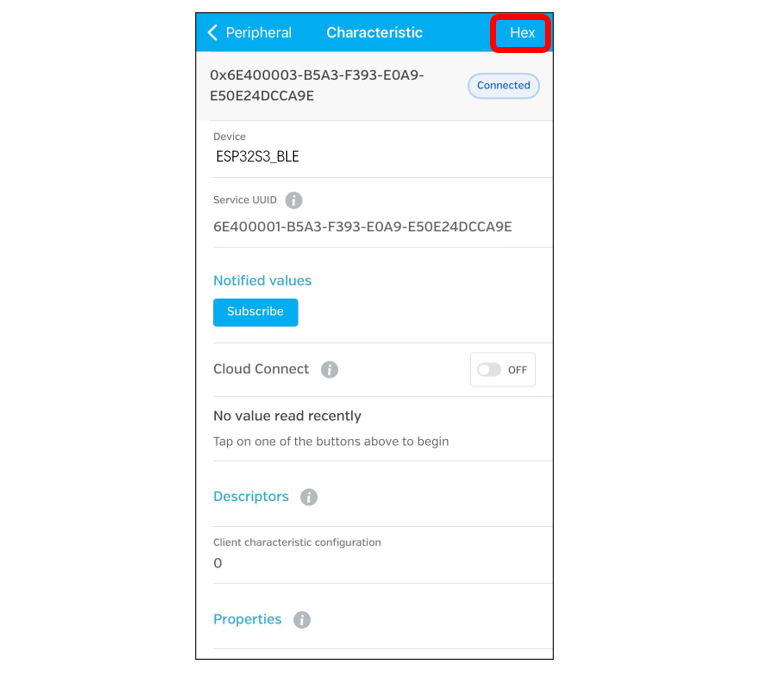 Peripheral Characteristic Hex
0x6E400003-B5A3-F393-E0A9-
E50E24DCCA9E
Connected
Device
ESP32S3_BLE
Service UUID i
6E400001-B5A3-F393-E0A9-E50E24DCCA9E
Notified values
Subscribe
Cloud Connect i OFF
No value read recently
Tap on one of the buttons above to begin
Descriptors i
Client characteristic configuration
0
Properties i